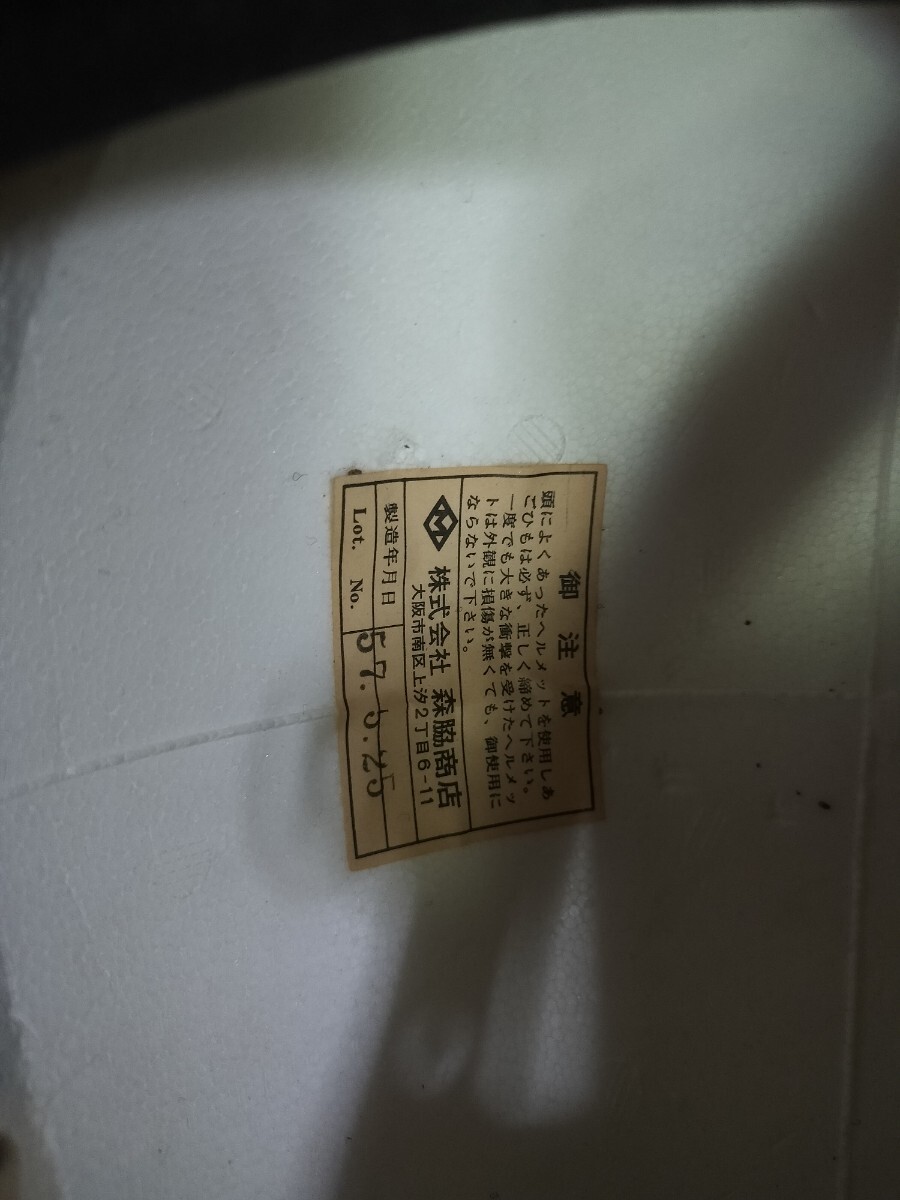 御注意
頭によくあったヘルメットを使用しあ
ごひもは必ず、正しく締めて下さい。
一度でも大きな衝撃を受けたヘルメッ
トは外観に損傷が無くても、御使用に
ならないで下さい。
株式会社 森脇商店
大阪市南区上汐2丁目6-11
製造年月日
Lot. No.
57.5.25